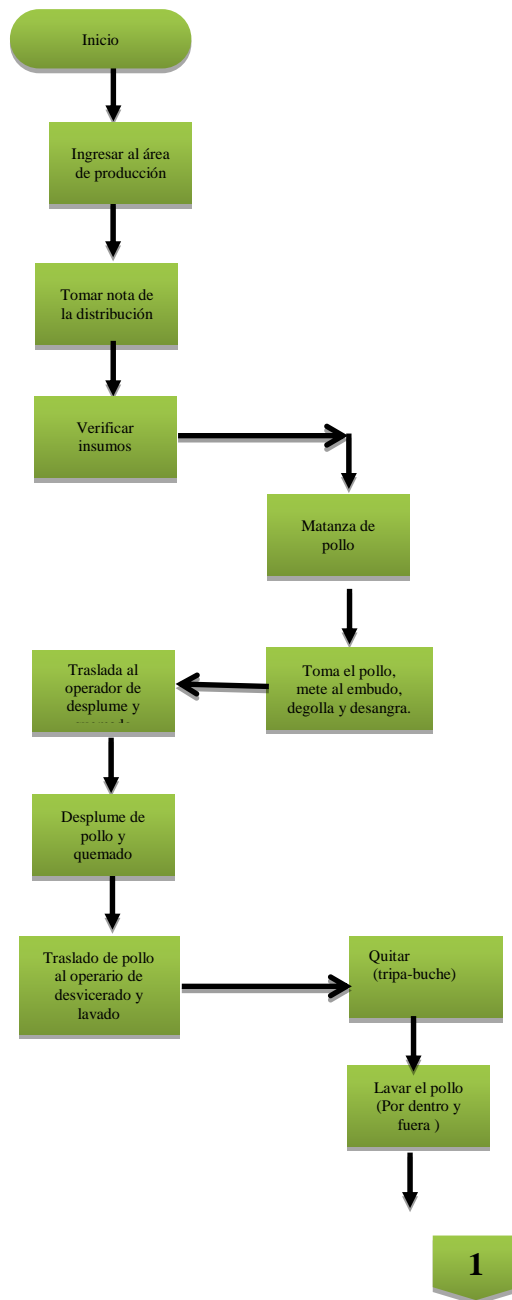 Inicio
Ingresar al área
de producción
Tomar nota de
la distribución
Verificar
insumos
Matanza de
pollo
Toma el pollo,
mete al embudo,
degolla y desangra.
Traslada al
operador de
desplume y
Desplume de
pollo y
quemado
Traslado de pollo
al operario de
desvicerado y
lavado
Quitar
(tripa-buche)
Lavar el pollo
(Por dentro y
fuera )
1